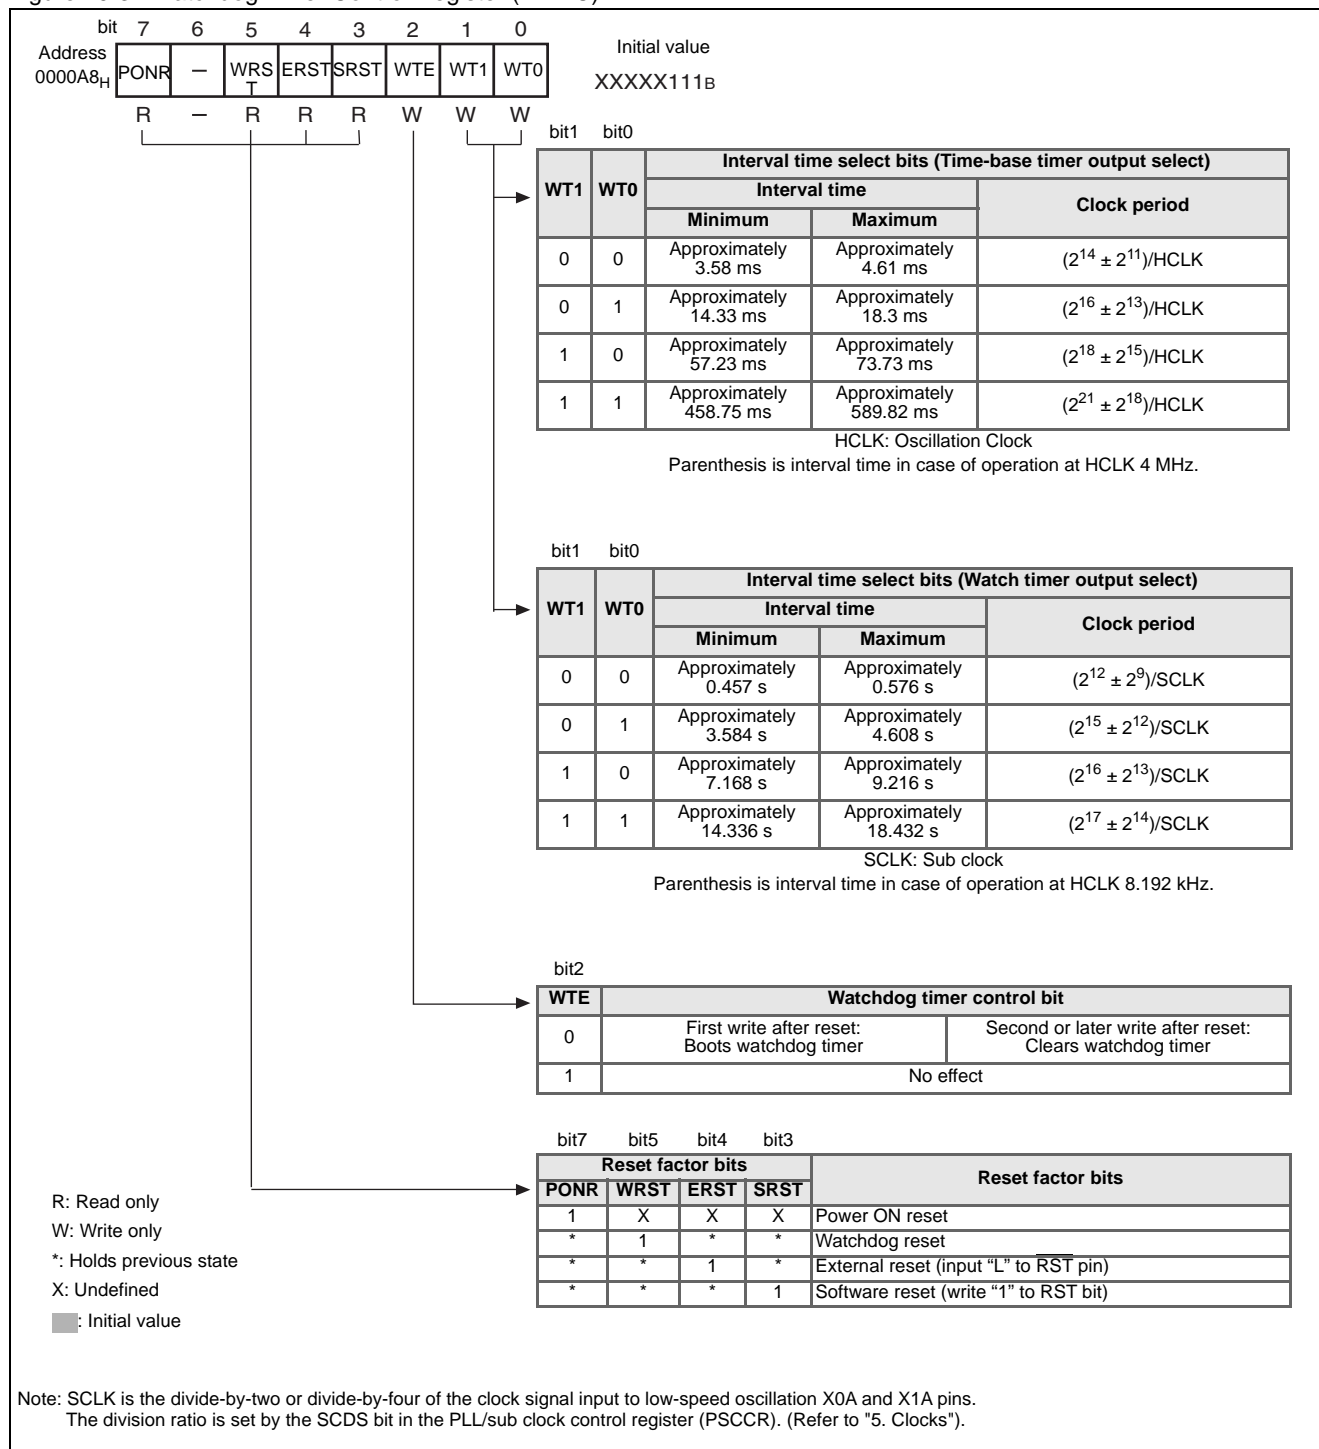 bit 7 6 5 4 3 2 1 0
Address
0000A8H
PONR – WRST ERST SRST WTE WT1 WT0
Initial value
XXXXX111B
R – R R R W W W
bit1 bit0
WT1 WT0 Interval time select bits (Time-base timer output select)
Interval time Clock period
Minimum Maximum
0 0 Approximately 3.58 ms Approximately 4.61 ms (2^14 ± 2^11)/HCLK
0 1 Approximately 14.33 ms Approximately 18.3 ms (2^16 ± 2^13)/HCLK
1 0 Approximately 57.23 ms Approximately 73.73 ms (2^18 ± 2^15)/HCLK
1 1 Approximately 458.75 ms Approximately 589.82 ms (2^21 ± 2^18)/HCLK
HCLK: Oscillation Clock
Parenthesis is interval time in case of operation at HCLK 4 MHz.
bit1 bit0
WT1 WT0 Interval time select bits (Watch timer output select)
Interval time Clock period
Minimum Maximum
0 0 Approximately 0.457 s Approximately 0.576 s (2^12 ± 2^9)/SCLK
0 1 Approximately 3.584 s Approximately 4.608 s (2^15 ± 2^12)/SCLK
1 0 Approximately 7.168 s Approximately 9.216 s (2^16 ± 2^13)/SCLK
1 1 Approximately 14.336 s Approximately 18.432 s (2^17 ± 2^14)/SCLK
SCLK: Sub clock
Parenthesis is interval time in case of operation at HCLK 8.192 kHz.
bit2
WTE Watchdog timer control bit
0 First write after reset: Boots watchdog timer Second or later write after reset: Clears watchdog timer
1 No effect
bit7 bit5 bit4 bit3
Reset factor bits Reset factor bits
PONR WRST ERST SRST
1 X X X Power ON reset
* 1 * * Watchdog reset
* * 1 * External reset (input “L” to RST pin)
* * * 1 Software reset (write “1” to RST bit)
R: Read only
W: Write only
*: Holds previous state
X: Undefined
: Initial value
Note: SCLK is the divide-by-two or divide-by-four of the clock signal input to low-speed oscillation X0A and X1A pins.
The division ratio is set by the SCDS bit in the PLL/sub clock control register (PSCCR). (Refer to "5. Clocks").